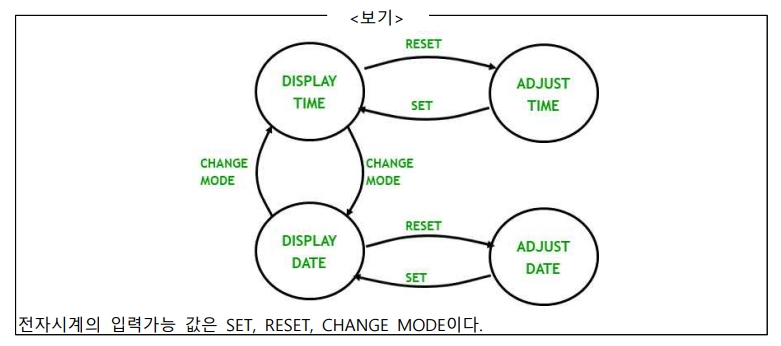 <보기>
RESET
DISPLAY
TIME
ADJUST
TIME
SET
CHANGE
MODE
CHANGE
MODE
DISPLAY
DATE
RESET
ADJUST
DATE
SET
전자시계의 입력가능 값은 SET, RESET, CHANGE MODE이다.